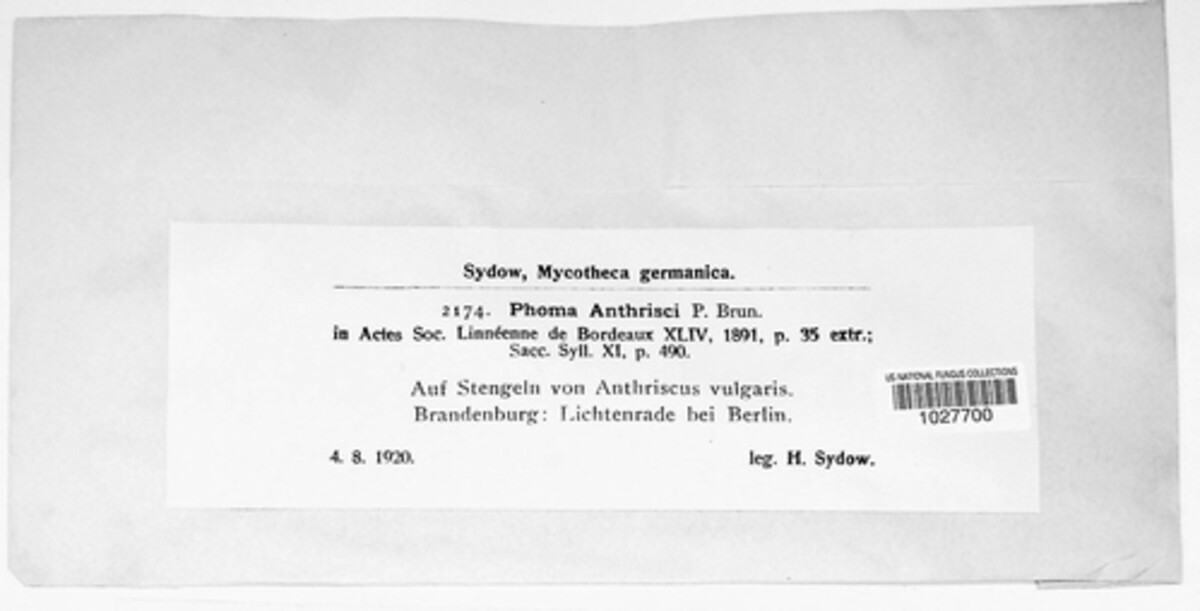 Sydow, Mycotheca germanica.
2174. Phoma Anthrisci P. Brun.
in Actes Soc. Linnéenne de Bordeaux XLIV, 1891, p. 35 extr.;
Sacc. Syll. XI, p. 490.
Auf Stengeln von Anthriscus vulgaris.
Brandenburg: Lichtenrade bei Berlin.
4. 8. 1920. leg. H. Sydow.
US NATIONAL FUNGUS COLLECTIONS
1027700